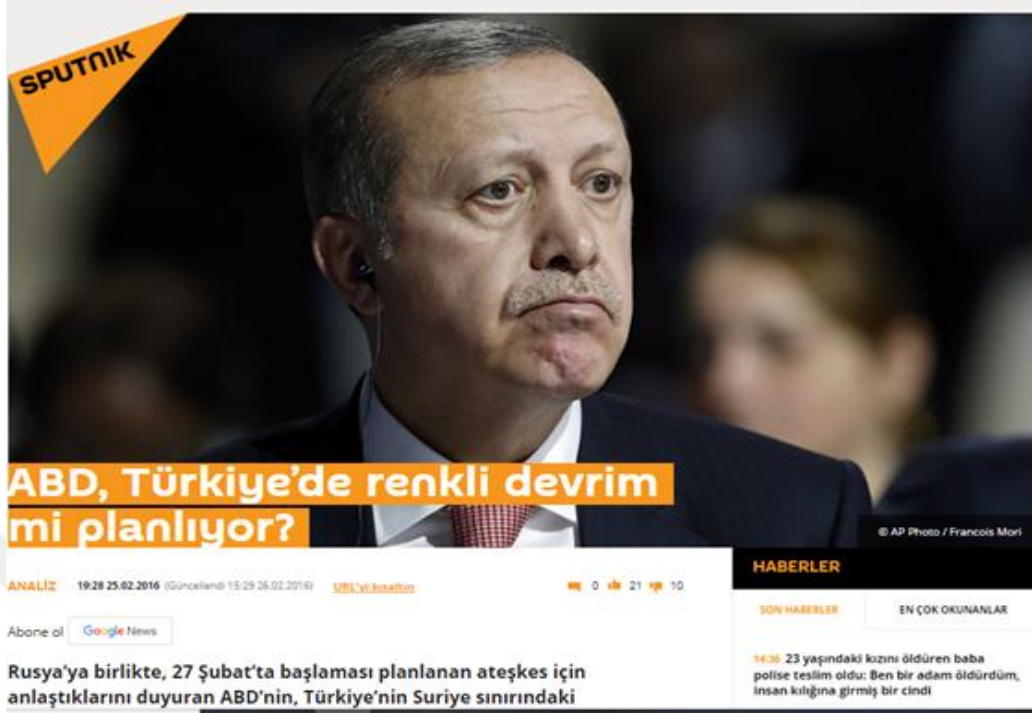 SPUTNIK
ABD, Türkiye'de renkli devrim
mi planlıyor?
© AP Photo / Francois Mori
ANALİZ 19:28 25.02.2016 (Güncellendi 15:29 26.02.2016) URL'yi kısaltın 0 21 10
Abone ol Google News
Rusya'ya birlikte, 27 Şubat'ta başlaması planlanan ateşkes için
anlaştıklarını duyuran ABD'nin, Türkiye'nin Suriye sınırındaki
HABERLER
SON HABERLER EN ÇOK OKUNANLAR
14:36 23 yaşındaki kızını öldüren baba
polise teslim oldu: Ben bir adam öldürdüm,
insan kılığına girmiş bir cindi